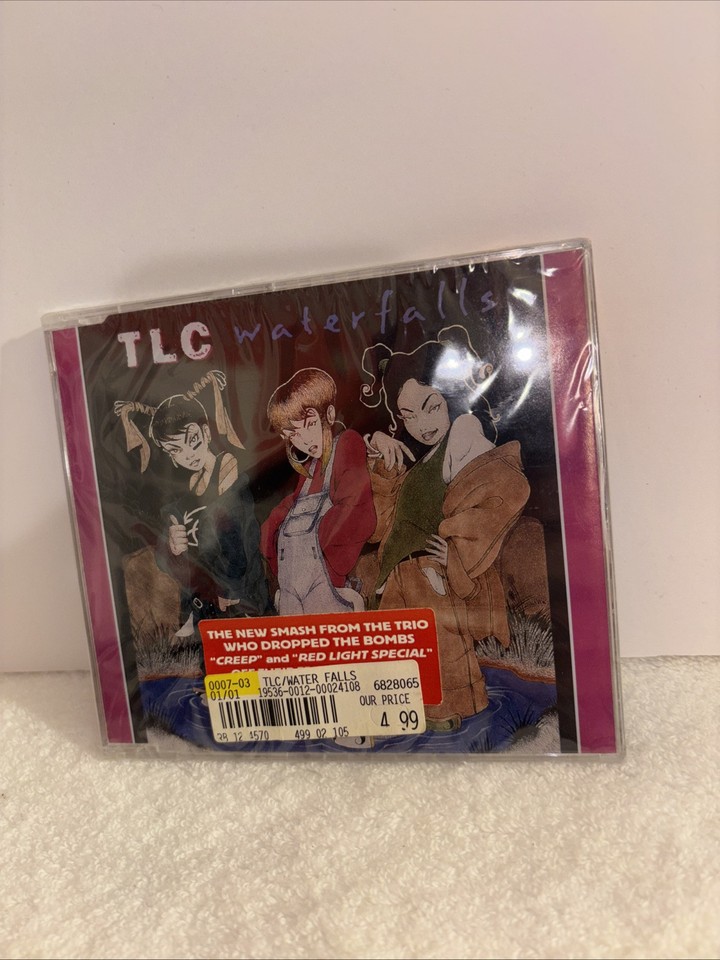 TLC waterfalls
THE NEW SMASH FROM THE TRIO
WHO DROPPED THE BOMBS
"CREEP" and "RED LIGHT SPECIAL"
0007-03 TLC/WATER FALLS
01/01 19536-0012-00024108 6828065
OUR PRICE
4.99
4570 499 02 105